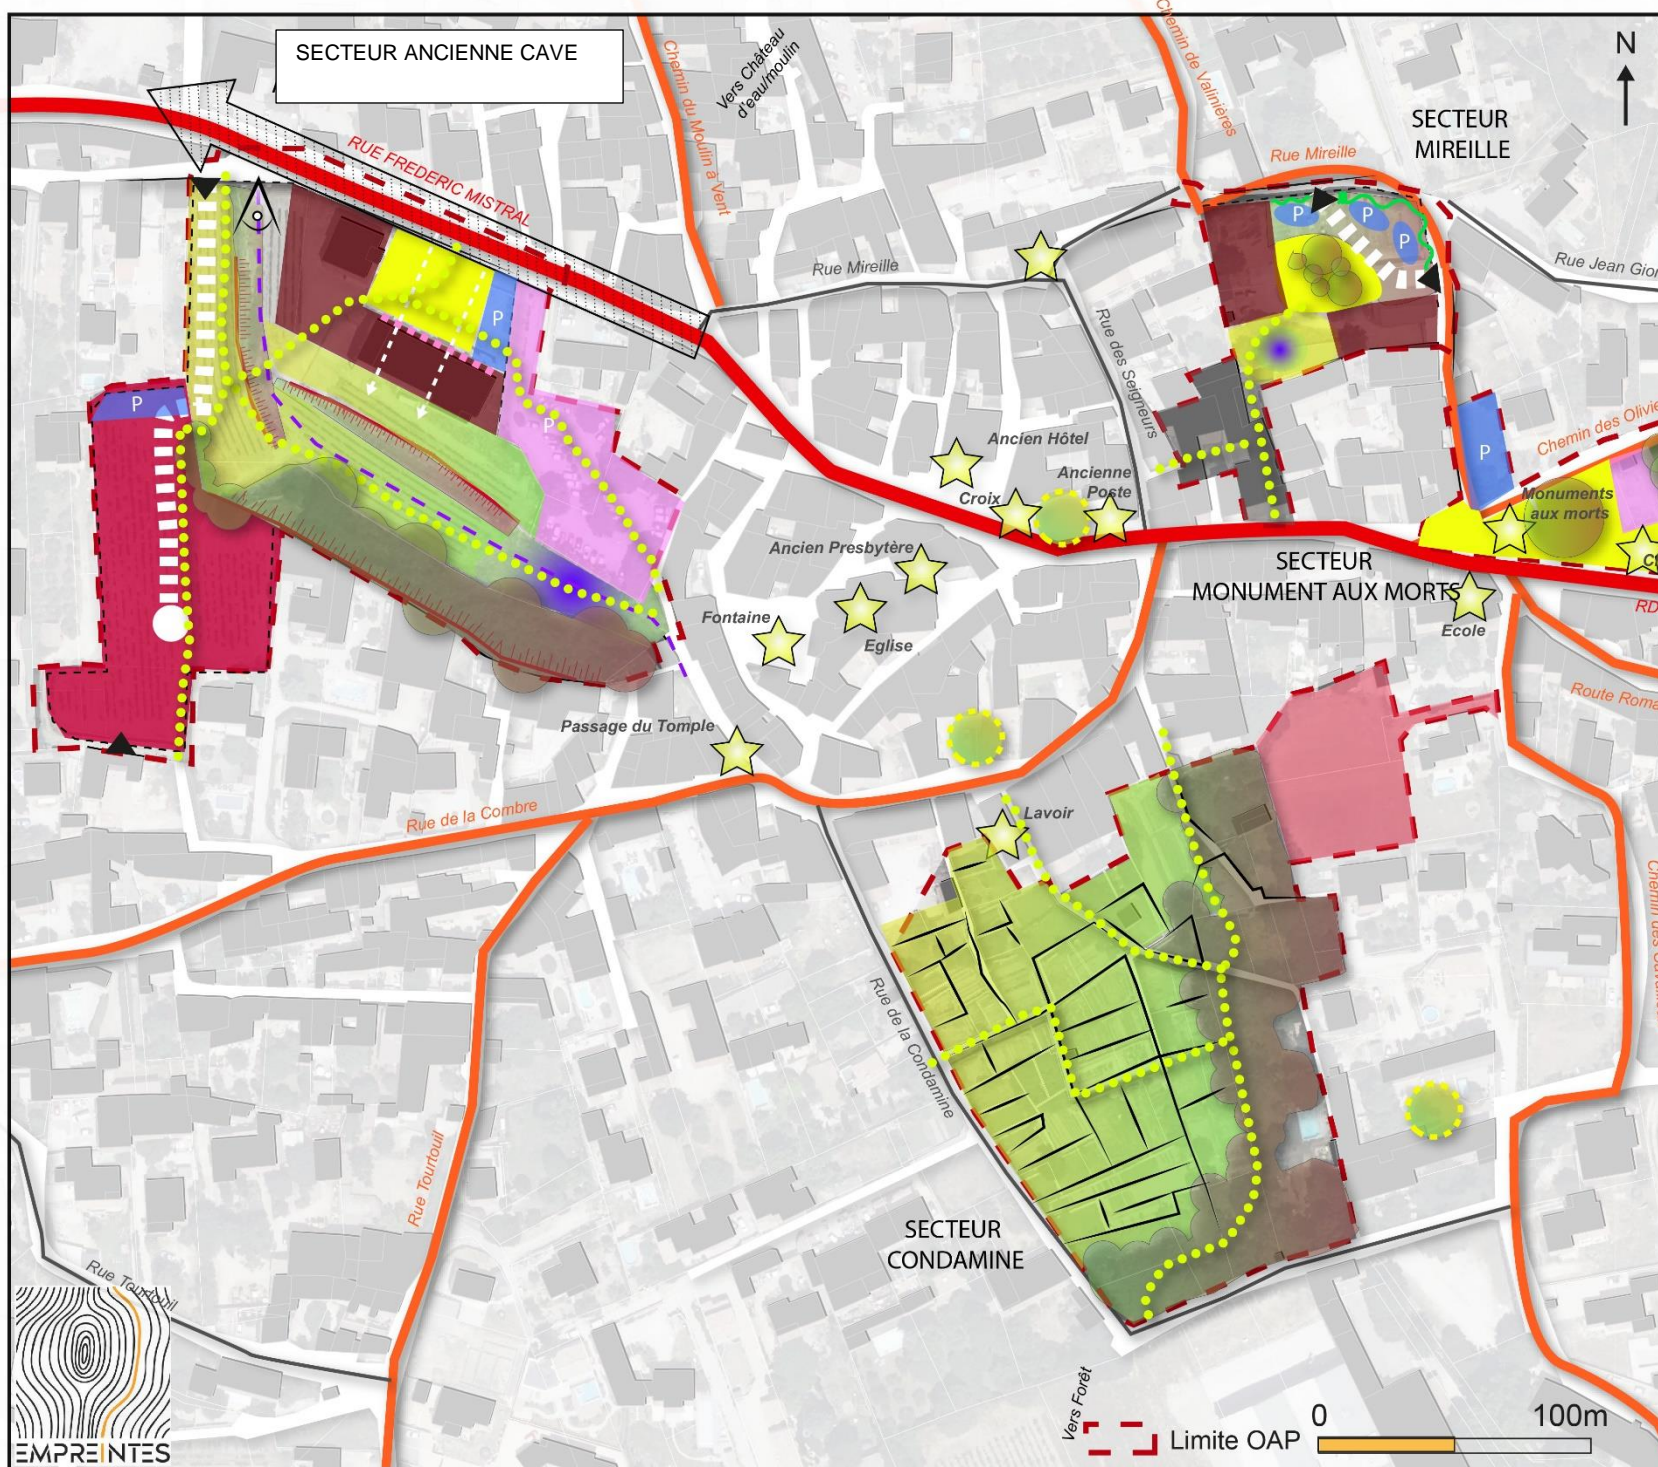 SECTEUR ANCIENNE CAVE
Chemin du Moulin a Vent
Vers Château
d'eau/moulin
Chemin de Valinières
N
SECTEUR
MIREILLE
Rue Mireille
RUE FREDERIC MISTRAL
Rue Mireille
Rue Jean Gion
P
P
P
P
Rue des Seigneurs
P
P
P
Chemin des Olivie
Ancien Hôtel
Ancienne
Poste
Croix
Monuments
aux morts
Ancien Presbytère
SECTEUR
MONUMENT AUX MORTS
C
RD
Fontaine
Eglise
Ecole
Passage du Tomple
Route Roma
Rue de la Combre
Lavoir
Rue de la Condamine
Rue Tourtouil
SECTEUR
CONDAMINE
Rue Tourtouil
EMPREINTES
Vers Forêt
Limite OAP
0
100m